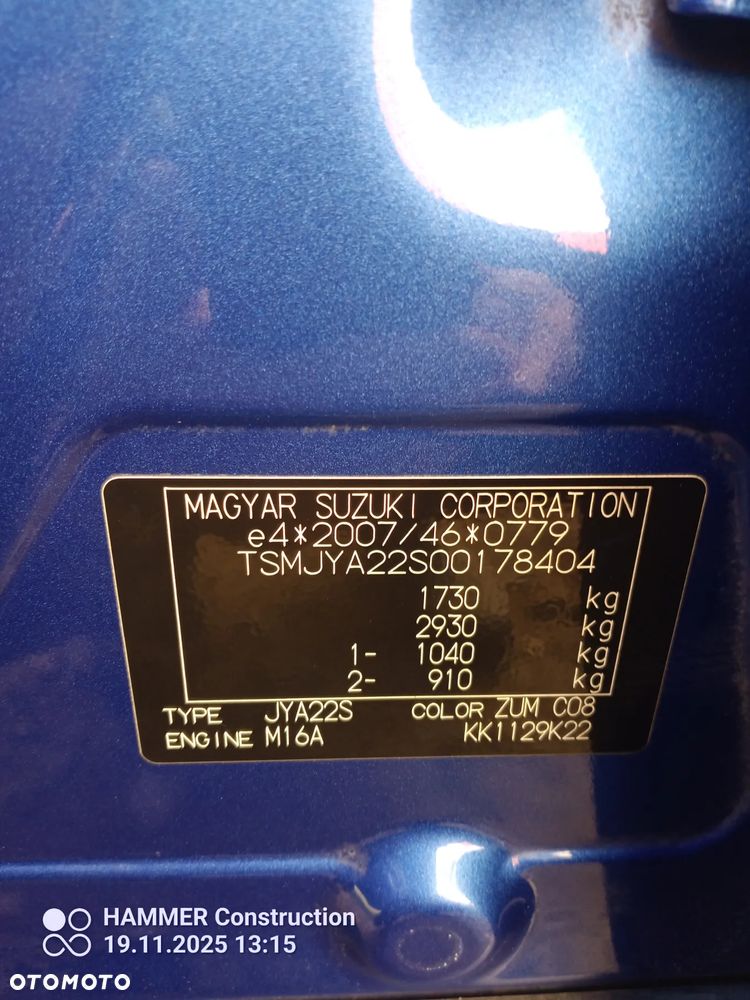 MAGYAR SUZUKI CORPORATION
e4*2007/46*0779
TSMJYA22S00178404
1730 kg
2930 kg
1- 1040 kg
2- 910 kg
TYPE JYA22S COLOR ZUM C08
ENGINE M16A KK1129K22
HAMMER Construction
19.11.2025 13:15
OTOMOTO